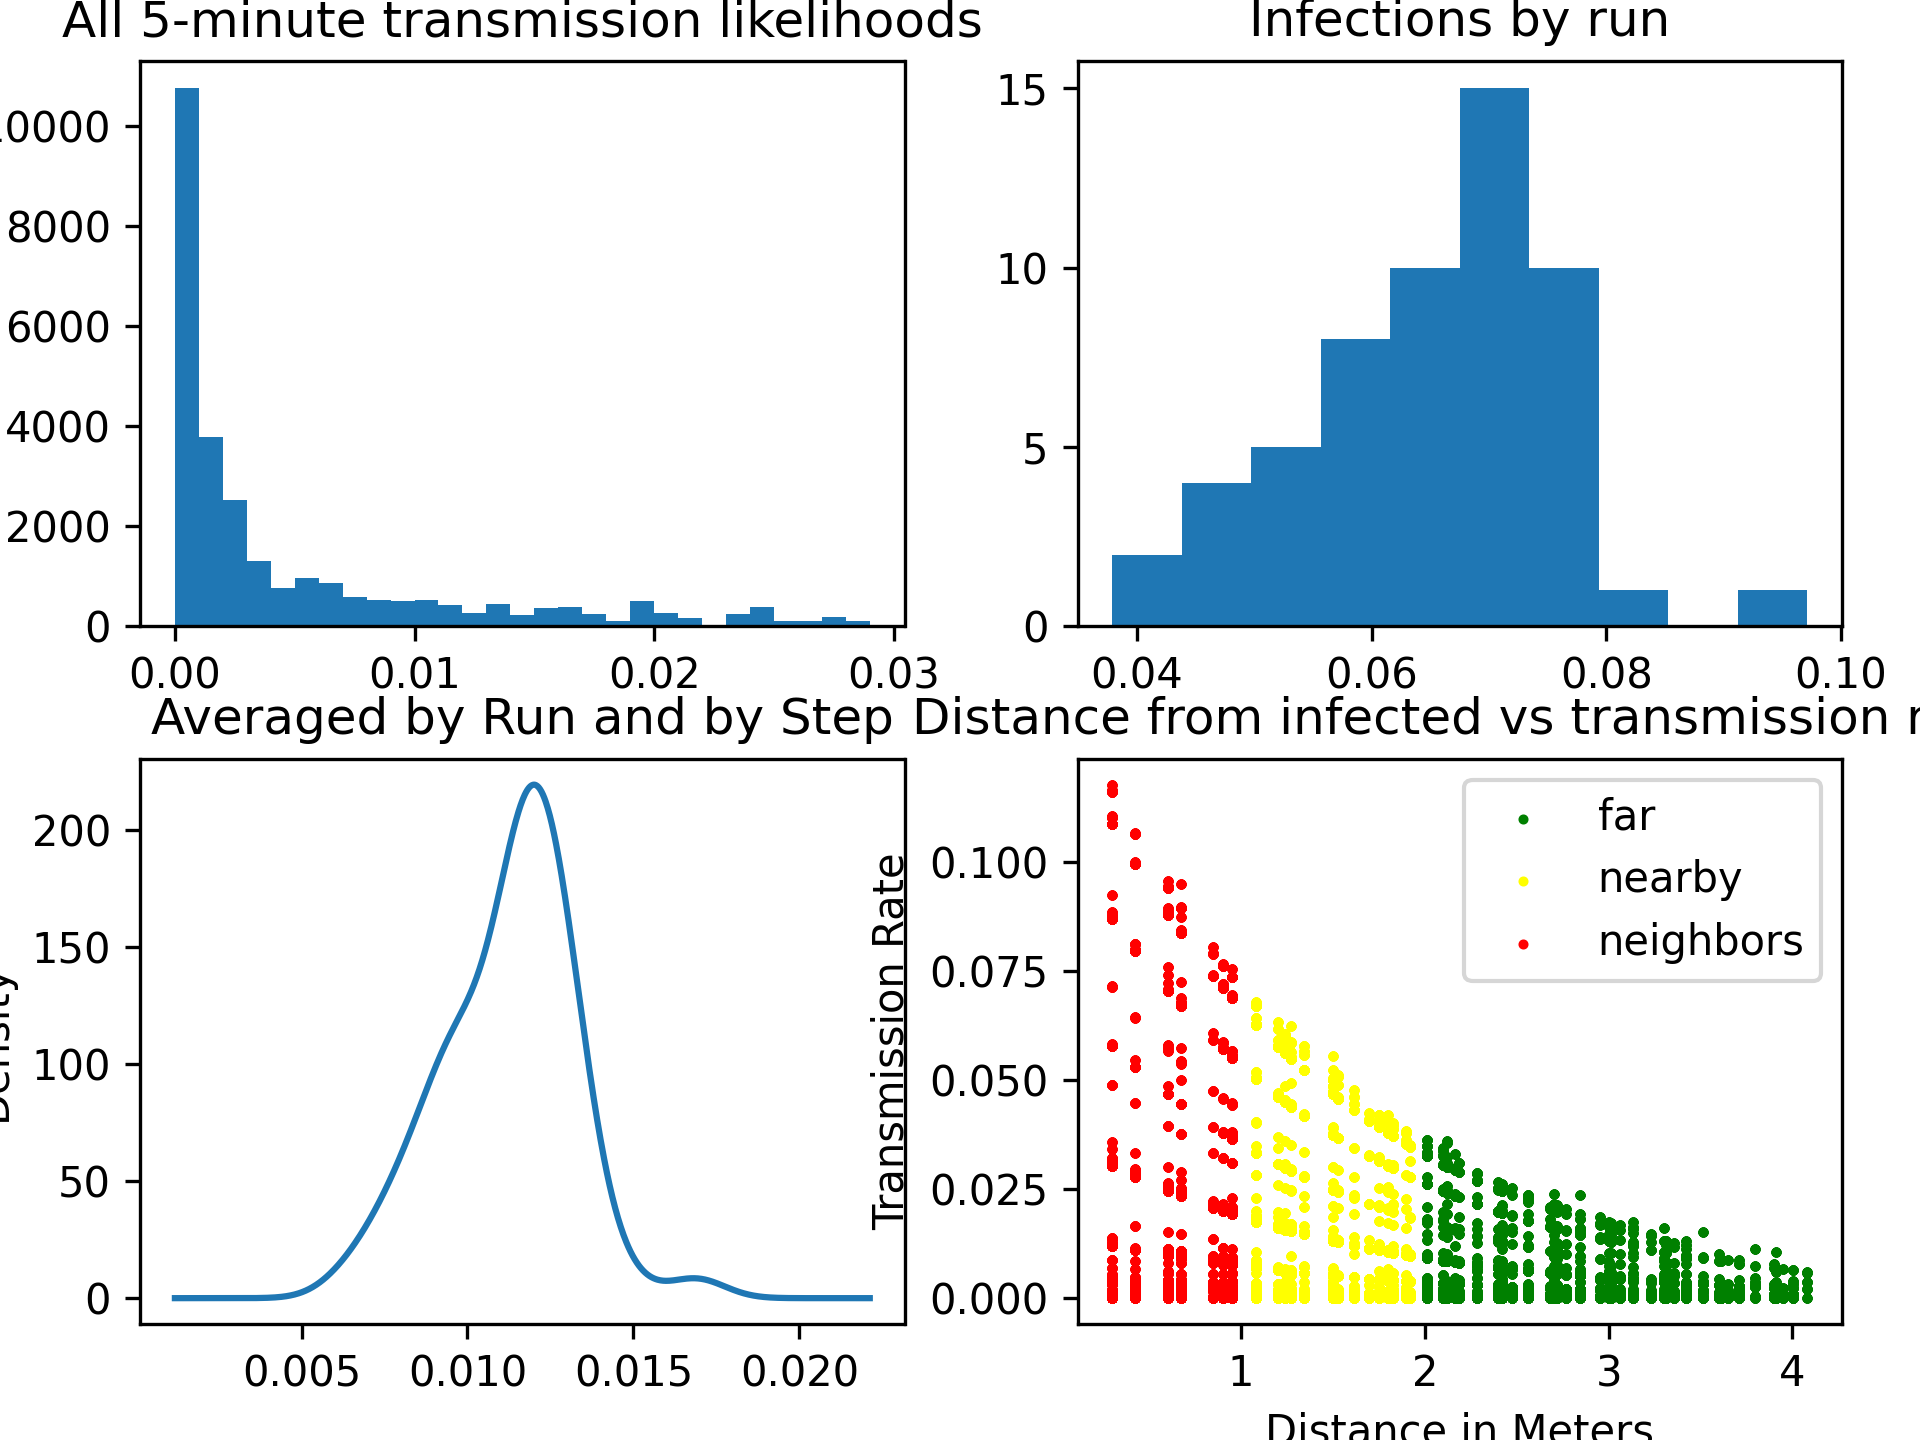 All 5-minute transmission likelihoods
0000
8000
6000
4000
2000
0
0.00 0.01 0.02 0.03
Infections by run
15
10
5
0
0.04 0.06 0.08 0.10
Averaged by Run and by Step
200
150
100
50
0
Density
0.005 0.010 0.015 0.020
Distance from infected vs transmission
Transmission Rate
0.100
0.075
0.050
0.025
0.000
far
nearby
neighbors
1 2 3 4
Distance in Meters